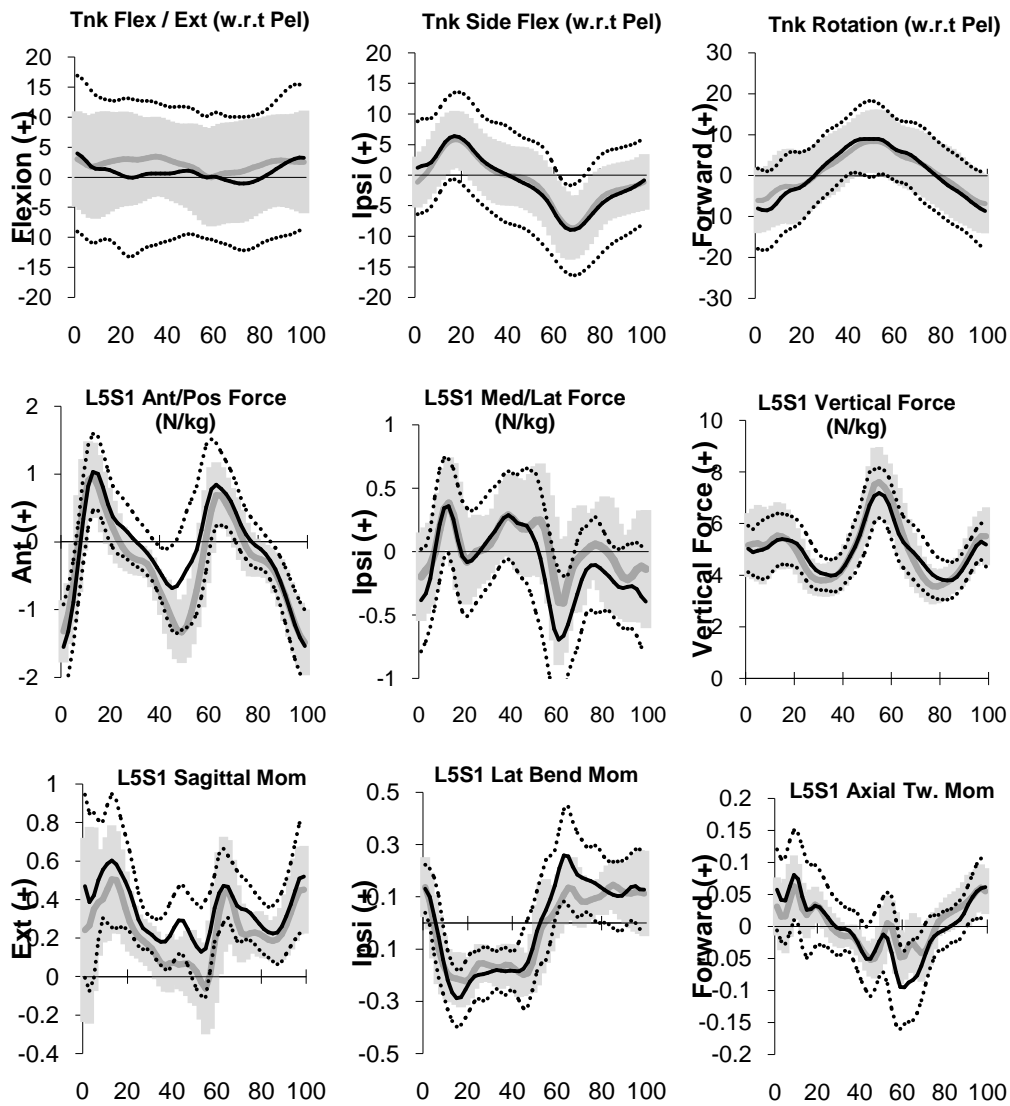 Tnk Flex / Ext (w.r.t Pel)
20
15
10
5
0
-5
-10
-15
-20
Flexion (+)
0 20 40 60 80 100
Tnk Side Flex (w.r.t Pel)
20
15
10
5
0
-5
-10
-15
-20
Ipsi (+)
0 20 40 60 80 100
Tnk Rotation (w.r.t Pel)
30
20
10
0
-10
-20
-30
Forward (+)
0 20 40 60 80 100
L5S1 Ant/Pos Force
(N/kg)
2
1
0
-1
-2
Ant (+)
0 20 40 60 80 100
L5S1 Med/Lat Force
(N/kg)
1
0.5
0
-0.5
-1
Ipsi (+)
0 20 40 60 80 100
L5S1 Vertical Force
(N/kg)
10
8
6
4
2
0
Vertical Force (+)
0 20 40 60 80 100
L5S1 Sagittal Mom
1
0.8
0.6
0.4
0.2
0
-0.2
-0.4
Ext (+)
0 20 40 60 80 100
L5S1 Lat Bend Mom
0.5
0.3
0.1
-0.1
-0.3
-0.5
Ipsi (+)
0 20 40 60 80 100
L5S1 Axial Tw. Mom
0.2
0.15
0.1
0.05
0
-0.05
-0.1
-0.15
-0.2
Forward (+)
0 20 40 60 80 100